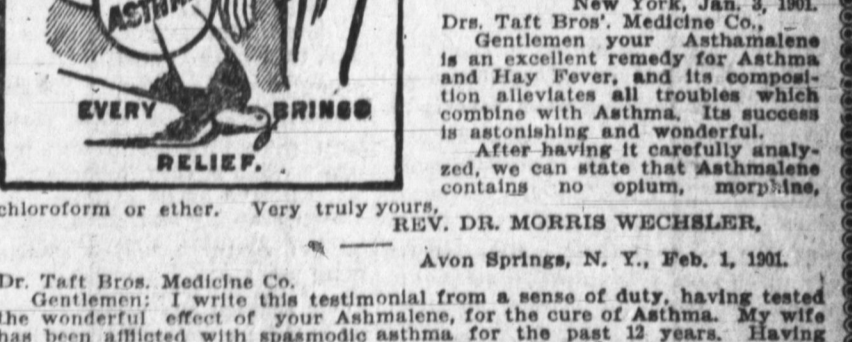 ASTHM
EVERY BRINGS
RELIEF.
New York, Jan. 3, 1901.
Drs. Taft Bros'. Medicine Co.,
Gentlemen your Asthamalene
is an excellent remedy for Asthma
and Hay Fever, and its composi-
tion alleviates all troubles which
combine with Asthma. Its success
is astonishing and wonderful.
After having it carefully analy-
zed, we can state that Asthmalene
contains no opium, morphine,
chloroform or ether. Very truly yours,
REV. DR. MORRIS WECHSLER,
Avon Springs, N. Y., Feb. 1, 1901.
Dr. Taft Bros. Medicine Co.
Gentlemen: I write this testimonial from a sense of duty, having tested
the wonderful effect of your Ashmalene, for the cure of Asthma. My wife
has been afflicted with spasmodic asthma for the past 12 years. Having